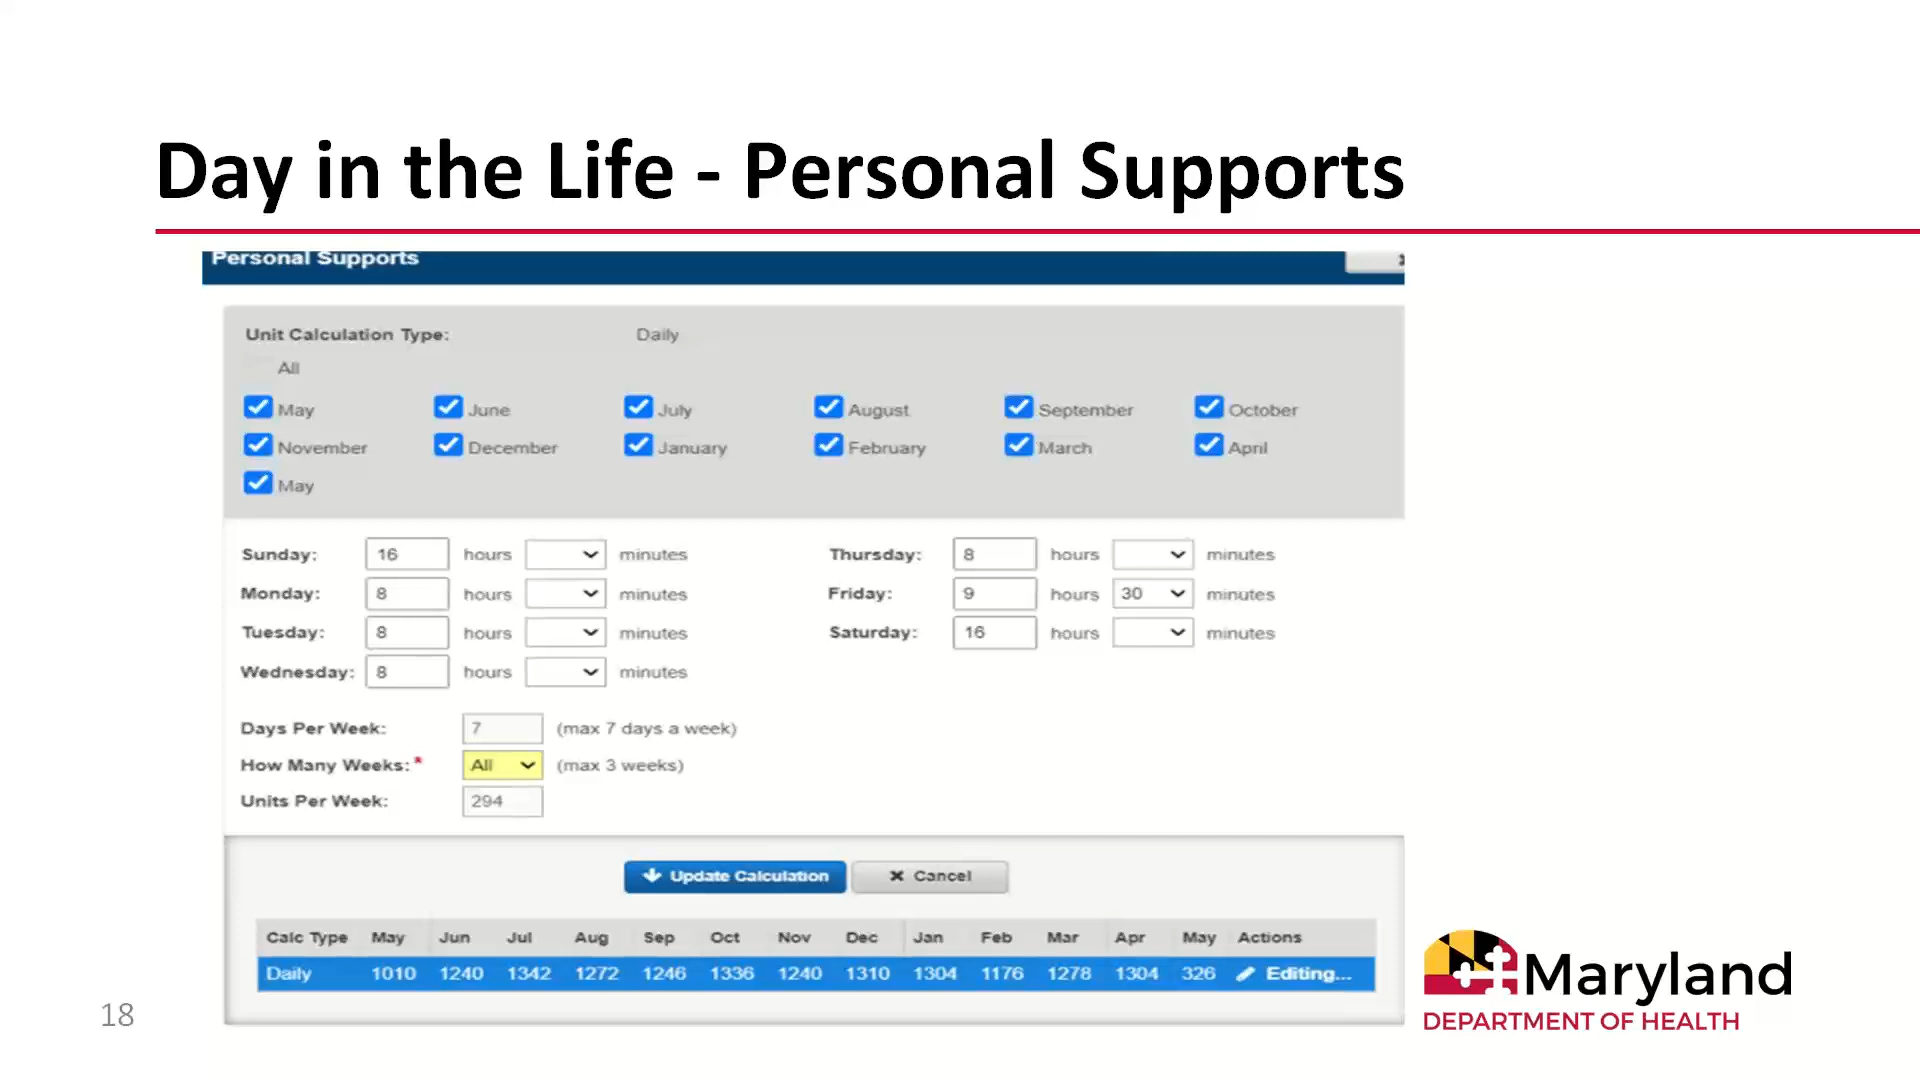 Day in the Life - Personal Supports
Personal Supports
Unit Calculation Type: Daily
All
May June July August September October
November December January February March April
May
Sunday: 16 hours minutes Thursday: 8 hours minutes
Monday: 8 hours minutes Friday: 9 hours 30 minutes
Tuesday: 8 hours minutes Saturday: 16 hours minutes
Wednesday: 8 hours minutes
Days Per Week: 7 (max 7 days a week)
How Many Weeks:* All (max 3 weeks)
Units Per Week: 294
Update Calculation Cancel
Calc Type May Jun Jul Aug Sep Oct Nov Dec Jan Feb Mar Apr May Actions
Daily 1010 1240 1342 1272 1246 1336 1240 1310 1304 1176 1278 1304 326 Editing...
18
Maryland
DEPARTMENT OF HEALTH